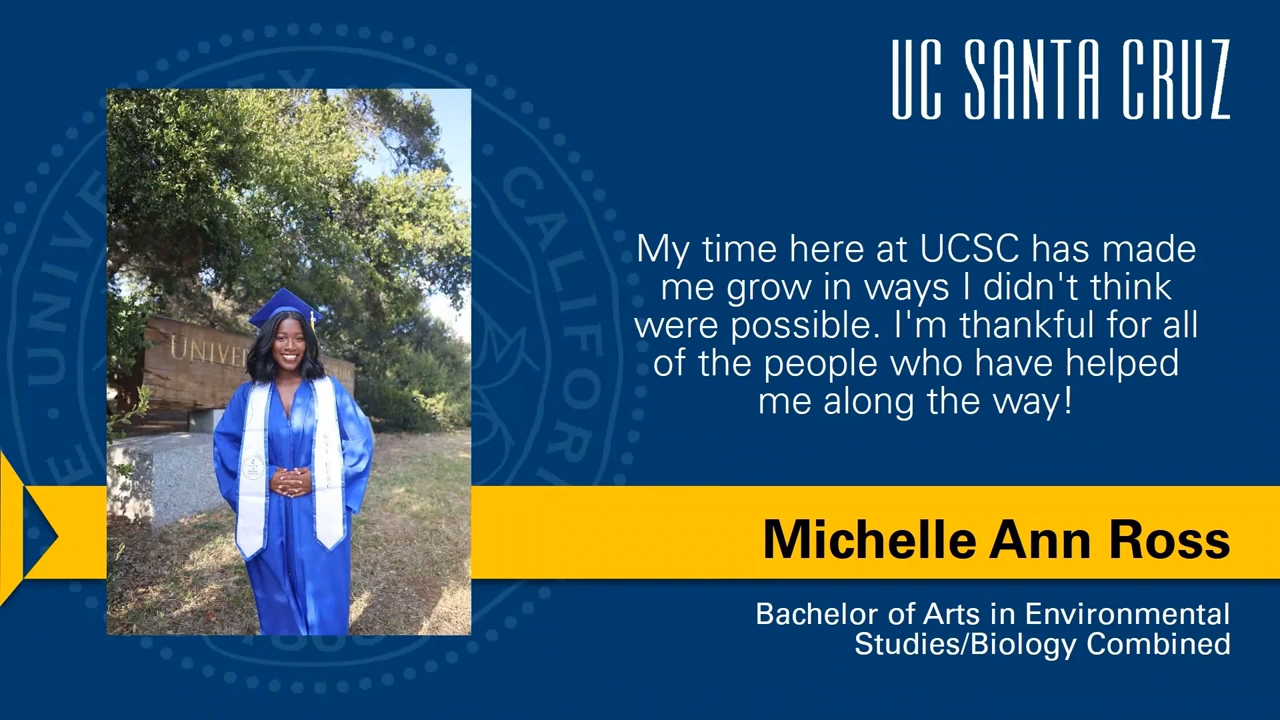 UC SANTA CRUZ
My time here at UCSC has made
me grow in ways I didn't think
were possible. I'm thankful for all
of the people who have helped
me along the way!
Michelle Ann Ross
Bachelor of Arts in Environmental
Studies/Biology Combined